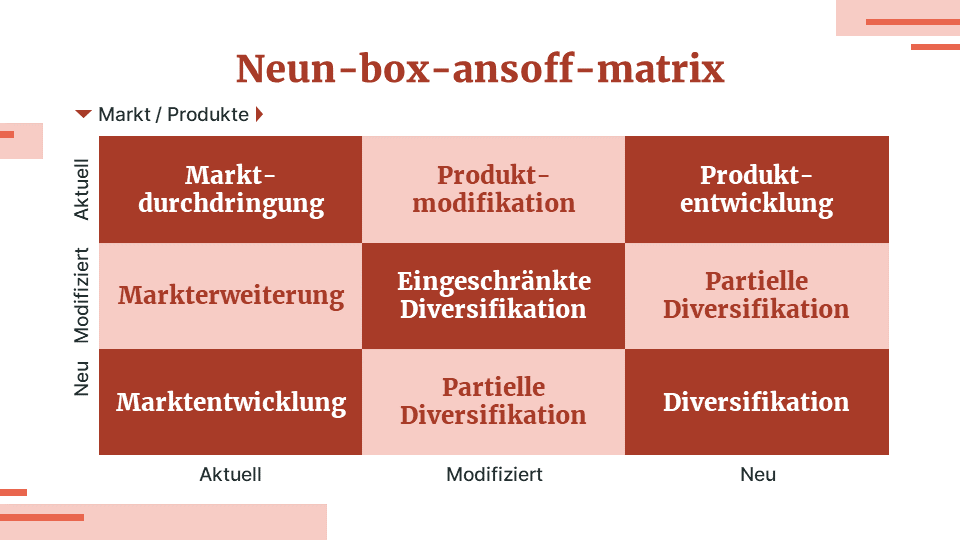 Neun-box-ansoff-matrix
Markt / Produkte
Aktuell
Markt-
durchdringung
Produkt-
modifikation
Produkt-
entwicklung
Modifiziert
Markterweiterung
Eingeschränkte
Diversifikation
Partielle
Diversifikation
Neu
Marktentwicklung
Partielle
Diversifikation
Diversifikation
Aktuell
Modifiziert
Neu